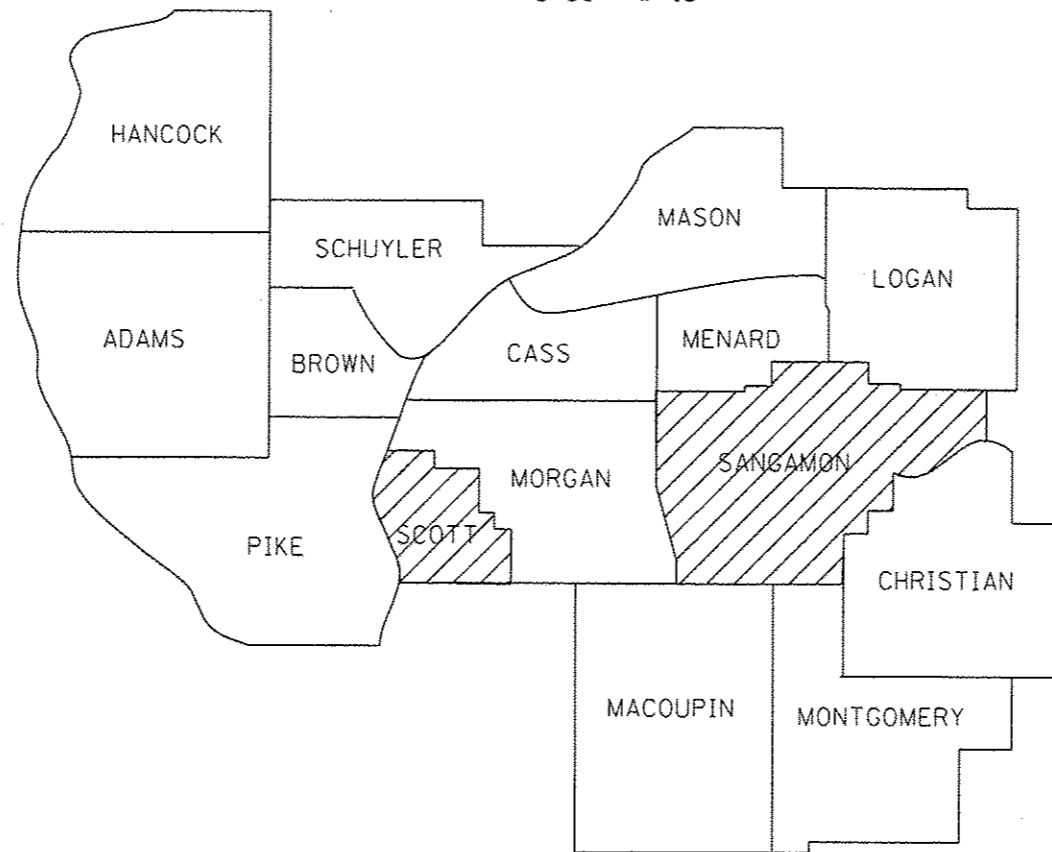 HANCOCK
MASON
SCHUYLER
LOGAN
ADAMS
MENARD
CASS
BROWN
SANGAMON
MORGAN
SCOTT
PIKE
CHRISTIAN
MACOUPIN
MONTGOMERY